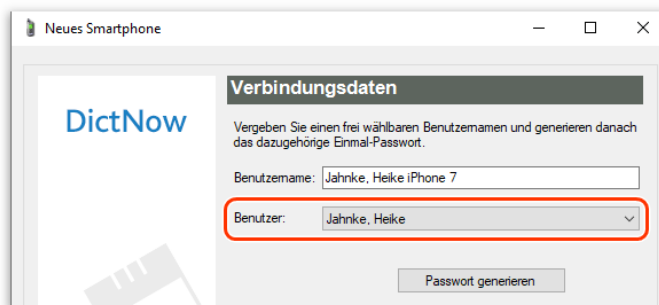 Neues Smartphone
DictNow
Verbindungsdaten
Vergeben Sie einen frei wählbaren Benutzernamen und generieren danach
das dazugehörige Einmal-Passwort.
Benutzername: Jahnke, Heike iPhone 7
Benutzer: Jahnke, Heike
Passwort generieren